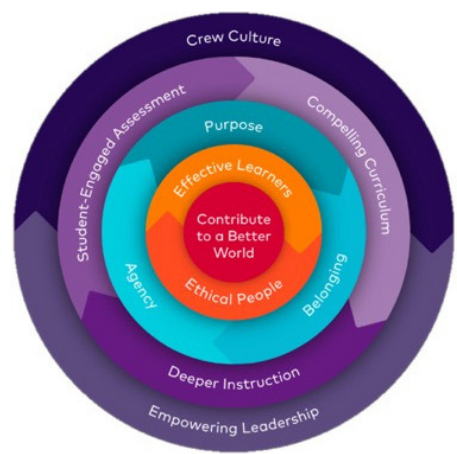 Crew Culture
Student-Engaged Assessment
Compelling Curriculum
Purpose
Effective Learners
Contribute
to a Better
World
Ethical People
Agency
Belonging
Deeper Instruction
Empowering Leadership